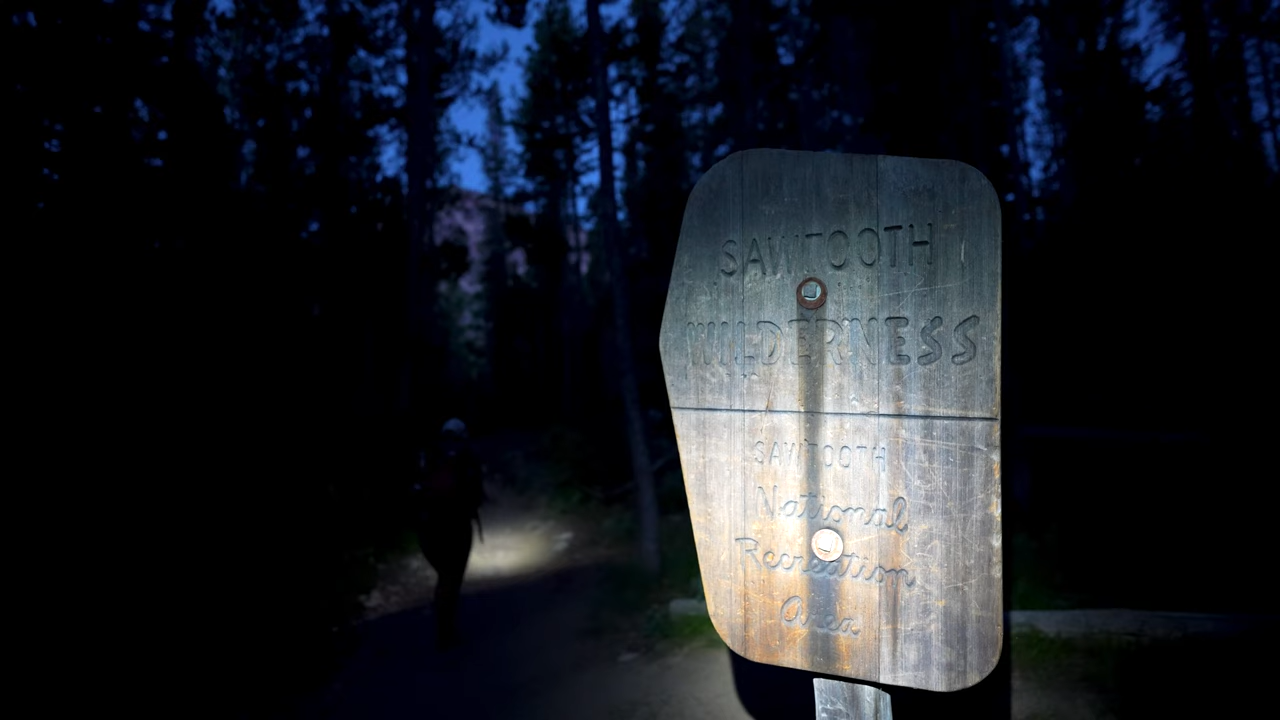 SAWTOOTH
WILDERNESS
SAWTOOTH
National
Recreation
Area